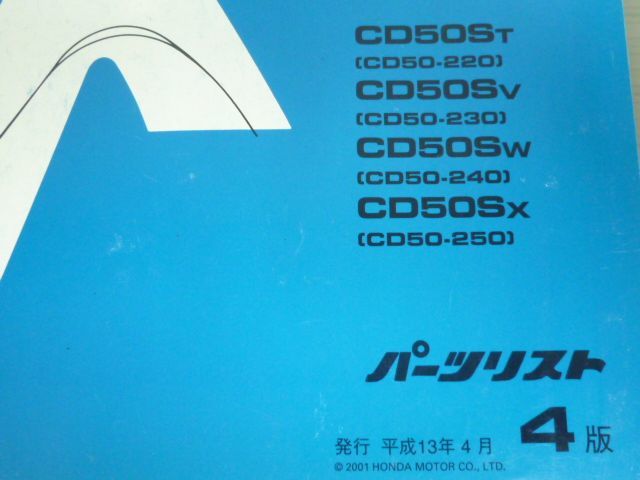 CD50ST
(CD50-220)
CD50SV
(CD50-230)
CD50SW
(CD50-240)
CD50SX
(CD50-250)
パーツリスト
発行 平成13年4月 4版
© 2001 HONDA MOTOR CO., LTD.